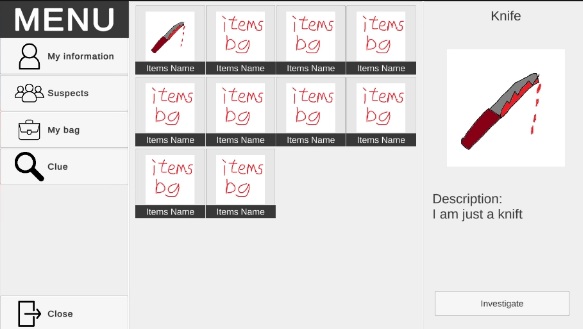 MENU
My information
Suspects
My bag
Clue
Close
items
bg
items
bg
items
bg
Items Name
Items Name
Items Name
Items Name
items
bg
items
bg
items
bg
items
bg
Items Name
Items Name
Items Name
Items Name
items
bg
items
bg
Items Name
Items Name
Knife
Description:
I am just a knift
Investigate